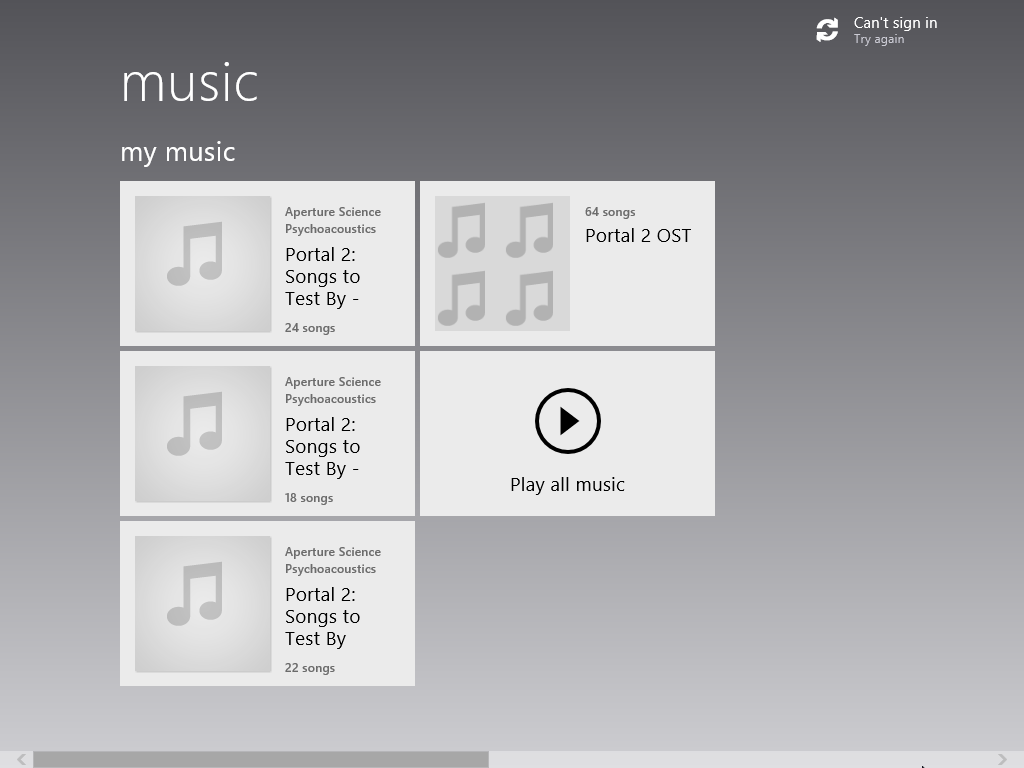 Can't sign in
Try again
music
my music
Aperture Science
Psychoacoustics
Portal 2:
Songs to
Test By -
24 songs
64 songs
Portal 2 OST
Aperture Science
Psychoacoustics
Portal 2:
Songs to
Test By -
18 songs
Play all music
Aperture Science
Psychoacoustics
Portal 2:
Songs to
Test By
22 songs